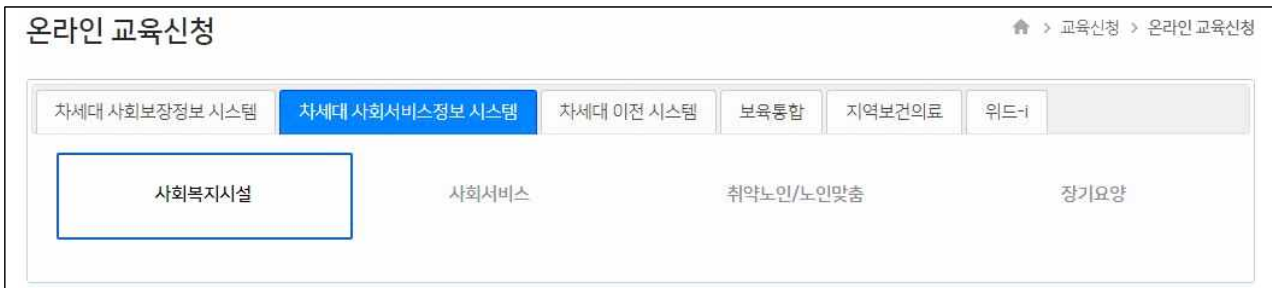 온라인 교육신청
> 교육신청 > 온라인 교육신청
차세대 사회보장정보 시스템 차세대 사회서비스정보 시스템 차세대 이전 시스템 보육통합 지역보건의료 위드-i
사회복지시설 사회서비스 취약노인/노인맞춤 장기요양